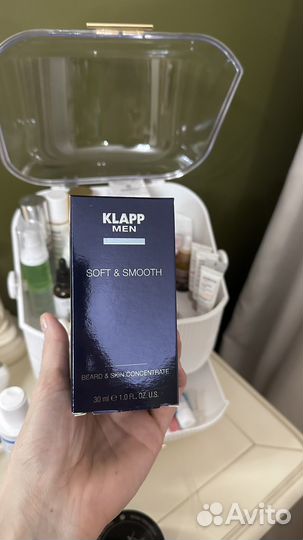 KLAPP
MEN
SOFT & SMOOTH
BEARD & SKIN CONCENTRATE
30 ml ℮ 1.0 FL. OZ. U.S.
Avito